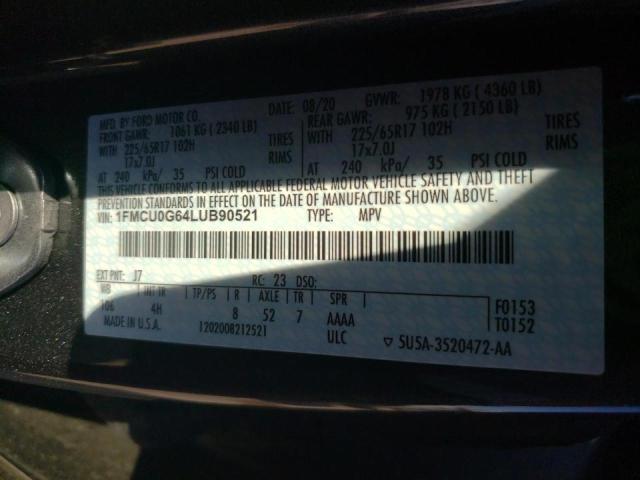 MFD. BY FORD MOTOR CO.
DATE: 08/20 GVWR: 1978 KG ( 4360 LB)
FRONT GAWR: 1061 KG ( 2340 LB)
REAR GAWR: 975 KG ( 2150 LB)
WITH 225/65R17 102H TIRES
WITH 225/65R17 102H TIRES
17x7.0J RIMS
17x7.0J RIMS
AT 240 kPa/ 35 PSI COLD
AT 240 kPa/ 35 PSI COLD
THIS VEHICLE CONFORMS TO ALL APPLICABLE FEDERAL MOTOR VEHICLE SAFETY AND THEFT
PREVENTION STANDARDS IN EFFECT ON THE DATE OF MANUFACTURE SHOWN ABOVE.
VIN: 1FMCU0G64LUB90521 TYPE: MPV
EXT PNT: J7 RC: 23 DSO:
WB INT TR TP/PS R AXLE TR SPR
106 4H 8 52 7 AAAA
F0153
T0152
MADE IN U.S.A. 1202008212521 ULC
SU5A-3520472-AA